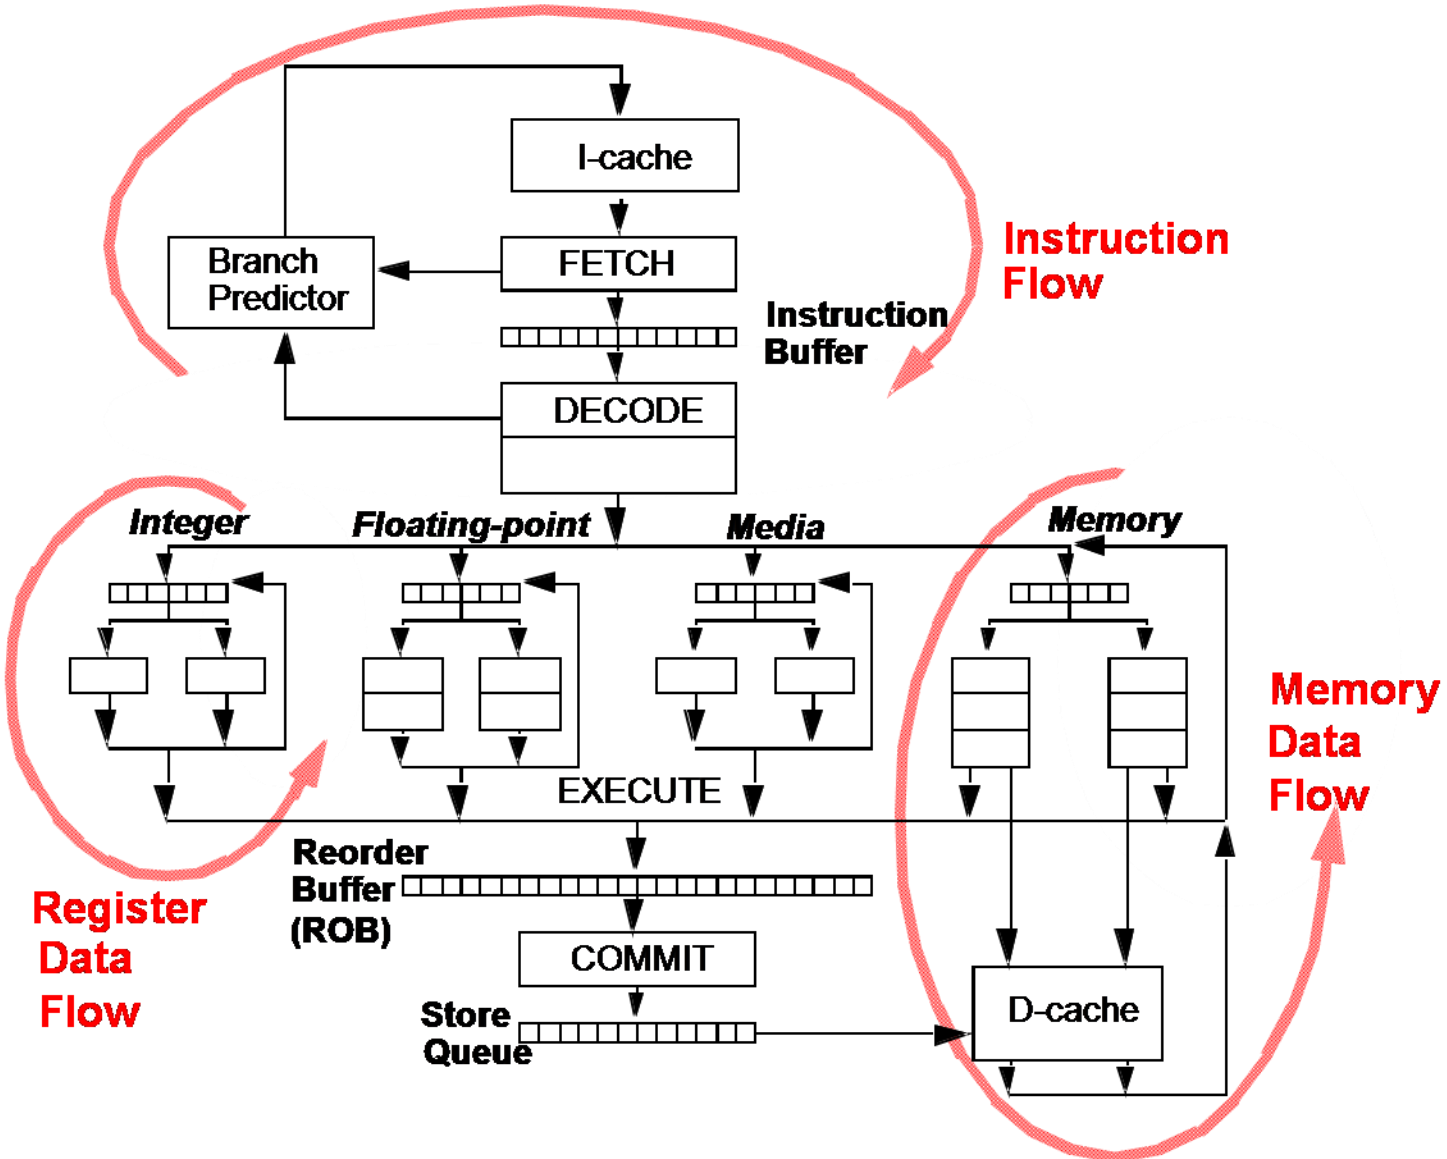 I-cache
Branch
Predictor
FETCH
Instruction
Flow
Instruction
Buffer
DECODE
Integer
Floating-point
Media
Memory
EXECUTE
Memory
Data
Flow
Reorder
Buffer
(ROB)
Register
Data
Flow
COMMIT
Store
Queue
D-cache